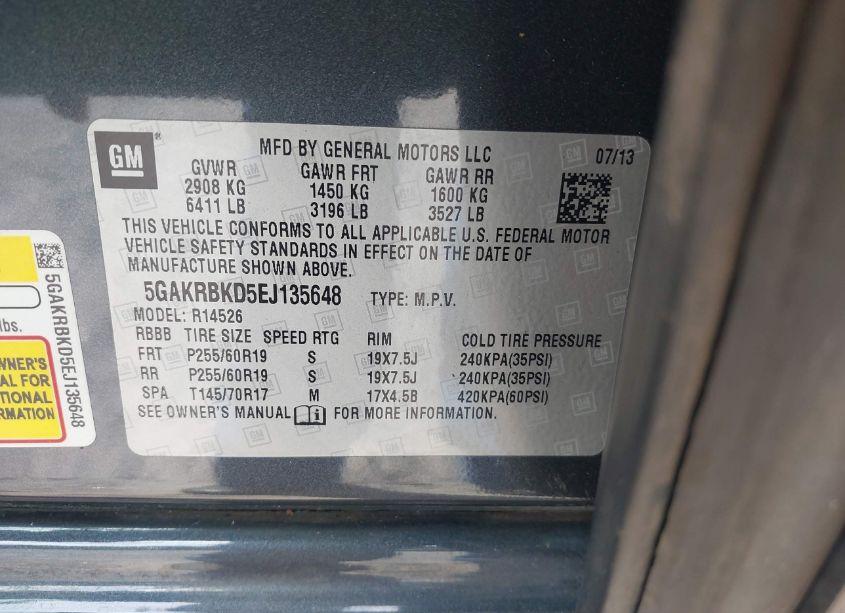 GM
MFD BY GENERAL MOTORS LLC 07/13
GVWR GAWR FRT GAWR RR
2908 KG 1450 KG 1600 KG
6411 LB 3196 LB 3527 LB
THIS VEHICLE CONFORMS TO ALL APPLICABLE U.S. FEDERAL MOTOR
VEHICLE SAFETY STANDARDS IN EFFECT ON THE DATE OF
MANUFACTURE SHOWN ABOVE.
5GAKRBKD5EJ135648 TYPE: M.P.V.
MODEL: R14526
RBBB TIRE SIZE SPEED RTG RIM COLD TIRE PRESSURE
FRT P255/60R19 S 19X7.5J 240KPA(35PSI)
RR P255/60R19 S 19X7.5J 240KPA(35PSI)
SPA T145/70R17 M 17X4.5B 420KPA(60PSI)
SEE OWNER'S MANUAL FOR MORE INFORMATION.
5GAKRBKD5EJ135648
lbs.
OWNER'S
AL FOR
TIONAL
FORMATION